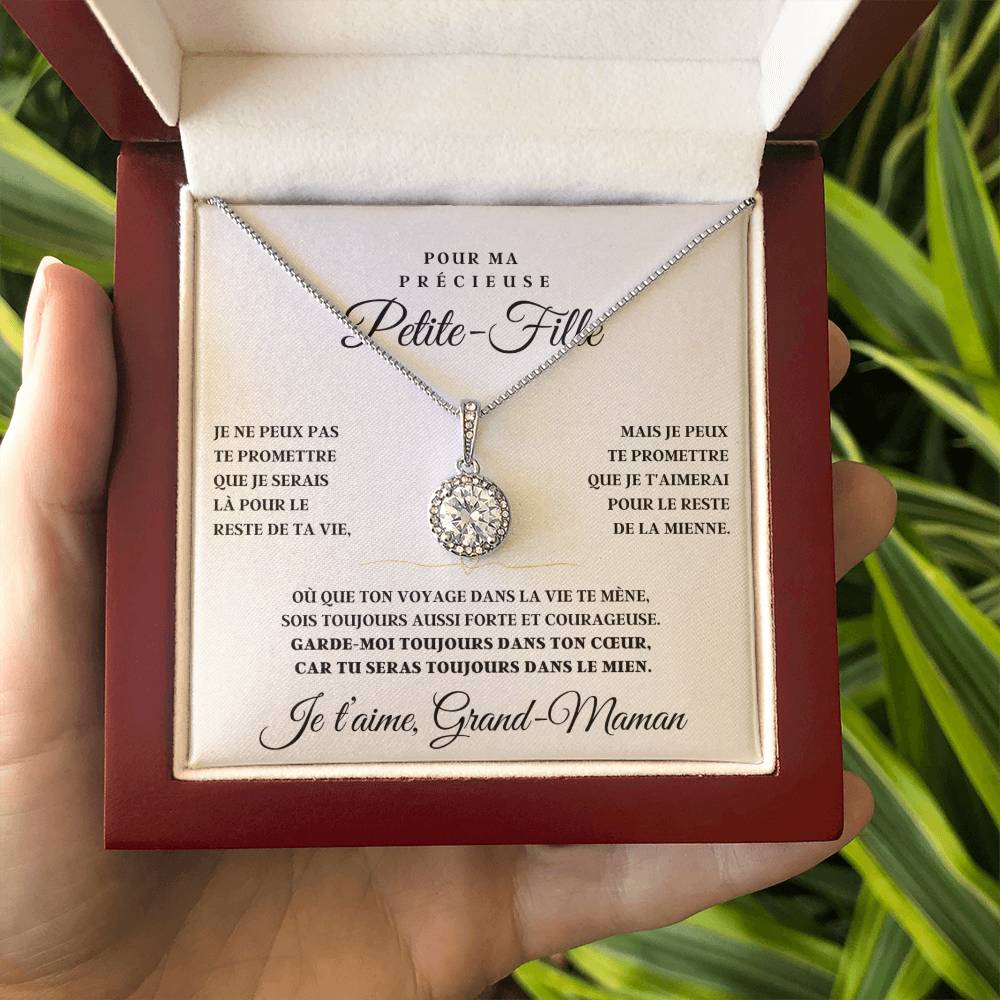 POUR MA
PRÉCIEUSE
Petite-Fille
JE NE PEUX PAS
TE PROMETTRE
QUE JE SERAIS
LÀ POUR LE
RESTE DE TA VIE,
MAIS JE PEUX
TE PROMETTRE
QUE JE T'AIMERAI
POUR LE RESTE
DE LA MIENNE.
OÙ QUE TON VOYAGE DANS LA VIE TE MÈNE,
SOIS TOUJOURS AUSSI FORTE ET COURAGEUSE.
GARDE-MOI TOUJOURS DANS TON CŒUR,
CAR TU SERAS TOUJOURS DANS LE MIEN.
Je t'aime, Grand-Maman